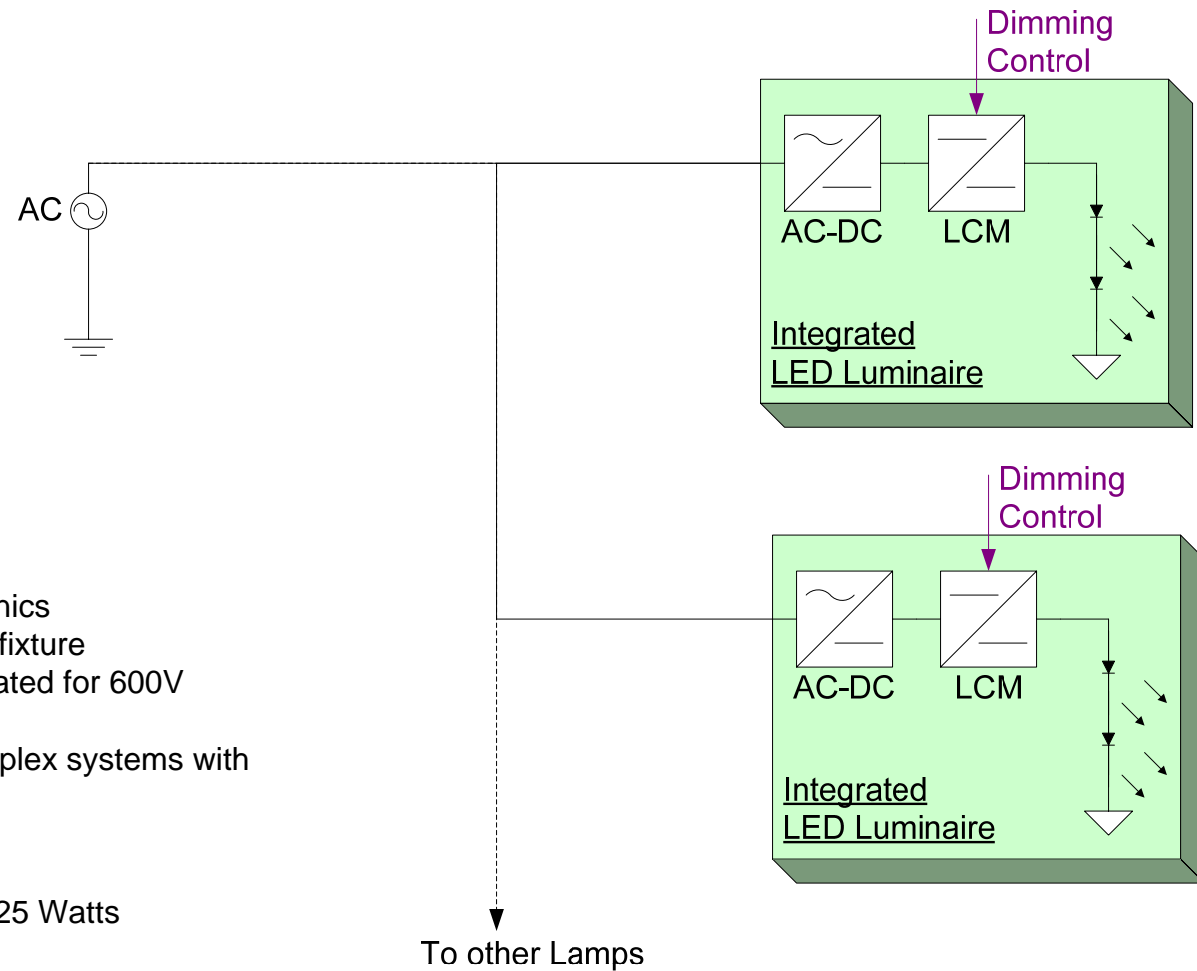 Dimming
Control
AC
AC-DC
LCM
Integrated
LED Luminaire
Dimming
Control
nics
fixture
ated for 600V
plex systems with
25 Watts
AC-DC
LCM
Integrated
LED Luminaire
To other Lamps